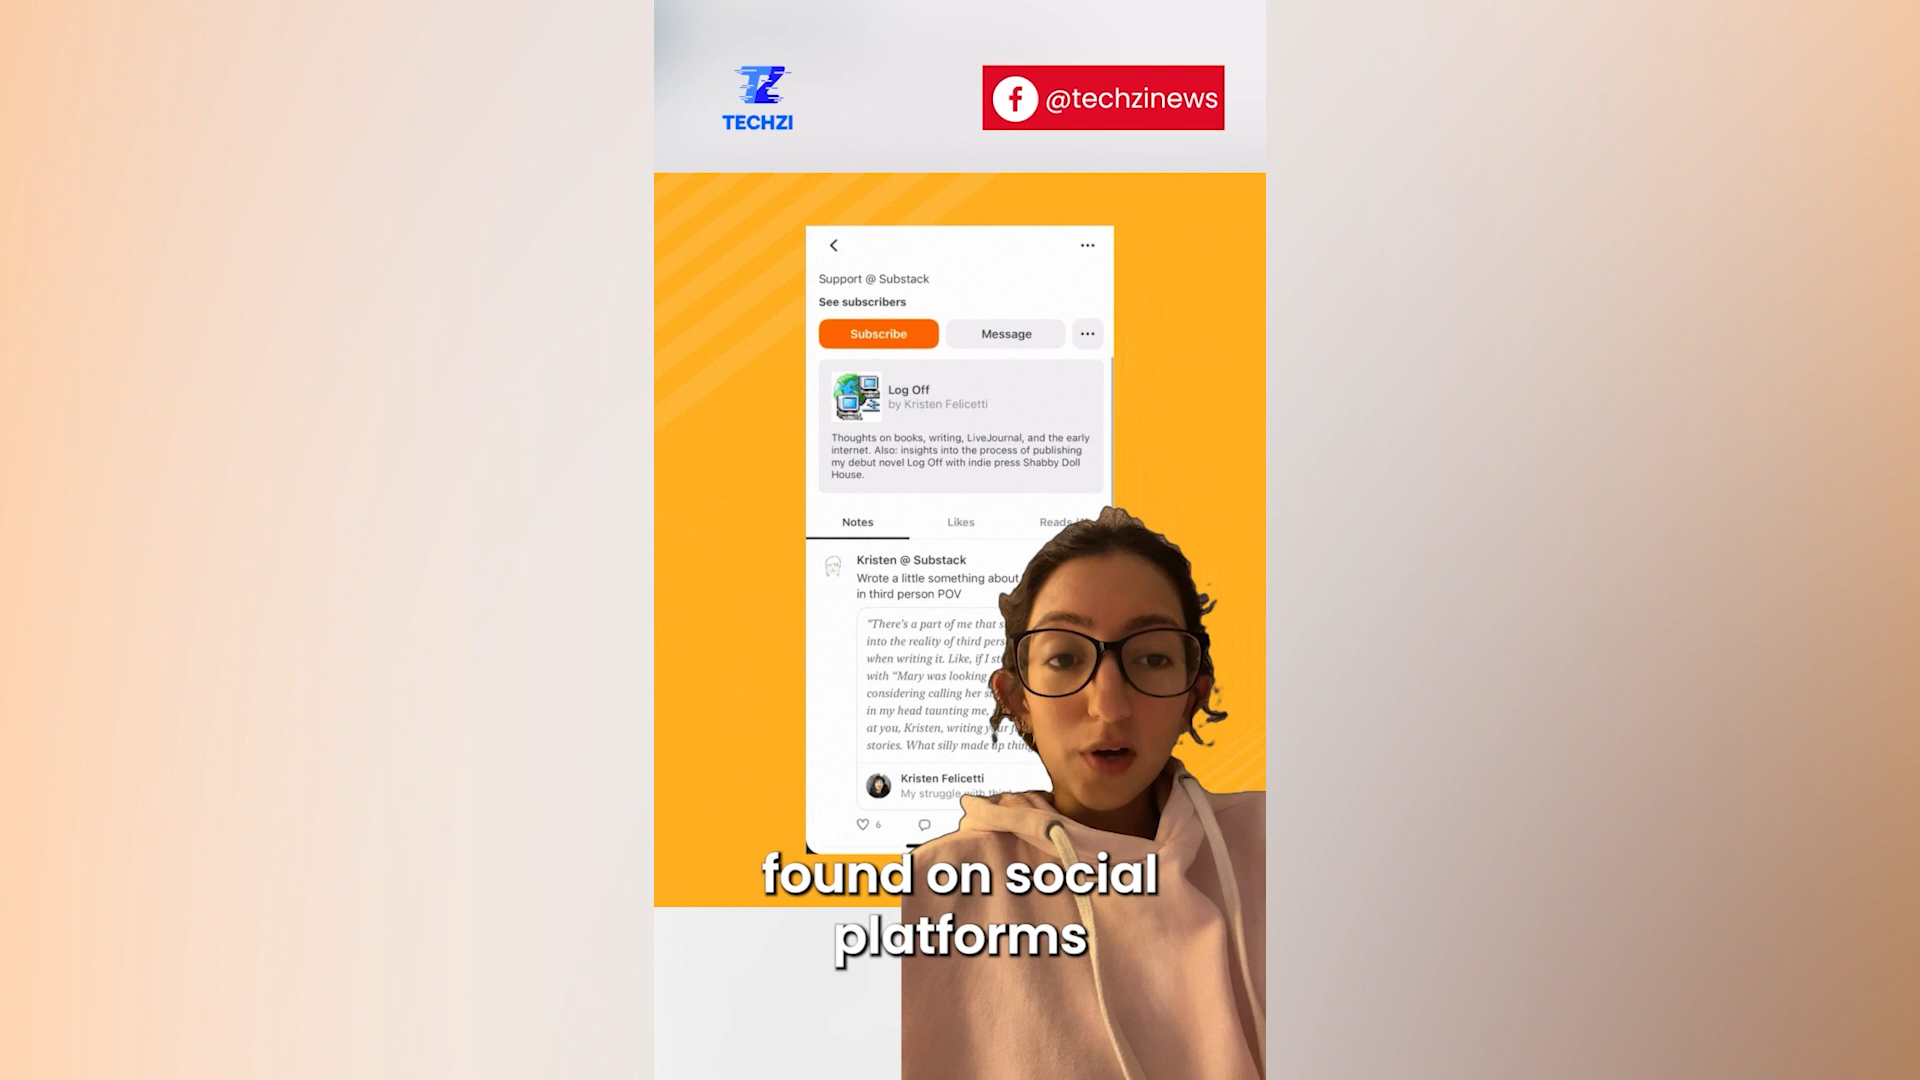 TECHZI
f @techzinews
Support @ Substack
See subscribers
Subscribe
Message
Log Off
by Kristen Felicetti
Thoughts on books, writing, LiveJournal, and the early
internet. Also: insights into the process of publishing
my debut novel Log Off with indie press Shabby Doll
House.
Notes
Likes
Reads
Kristen @ Substack
Wrote a little something about
in third person POV
"There's a part of me that
into the reality of third
when writing it. Like, if I
with "Mary was looking
considering calling her
in my head taunting me,
at you, Kristen, writing your
stories. What silly made up
Kristen Felicetti
My struggle with
6
found on social
platforms